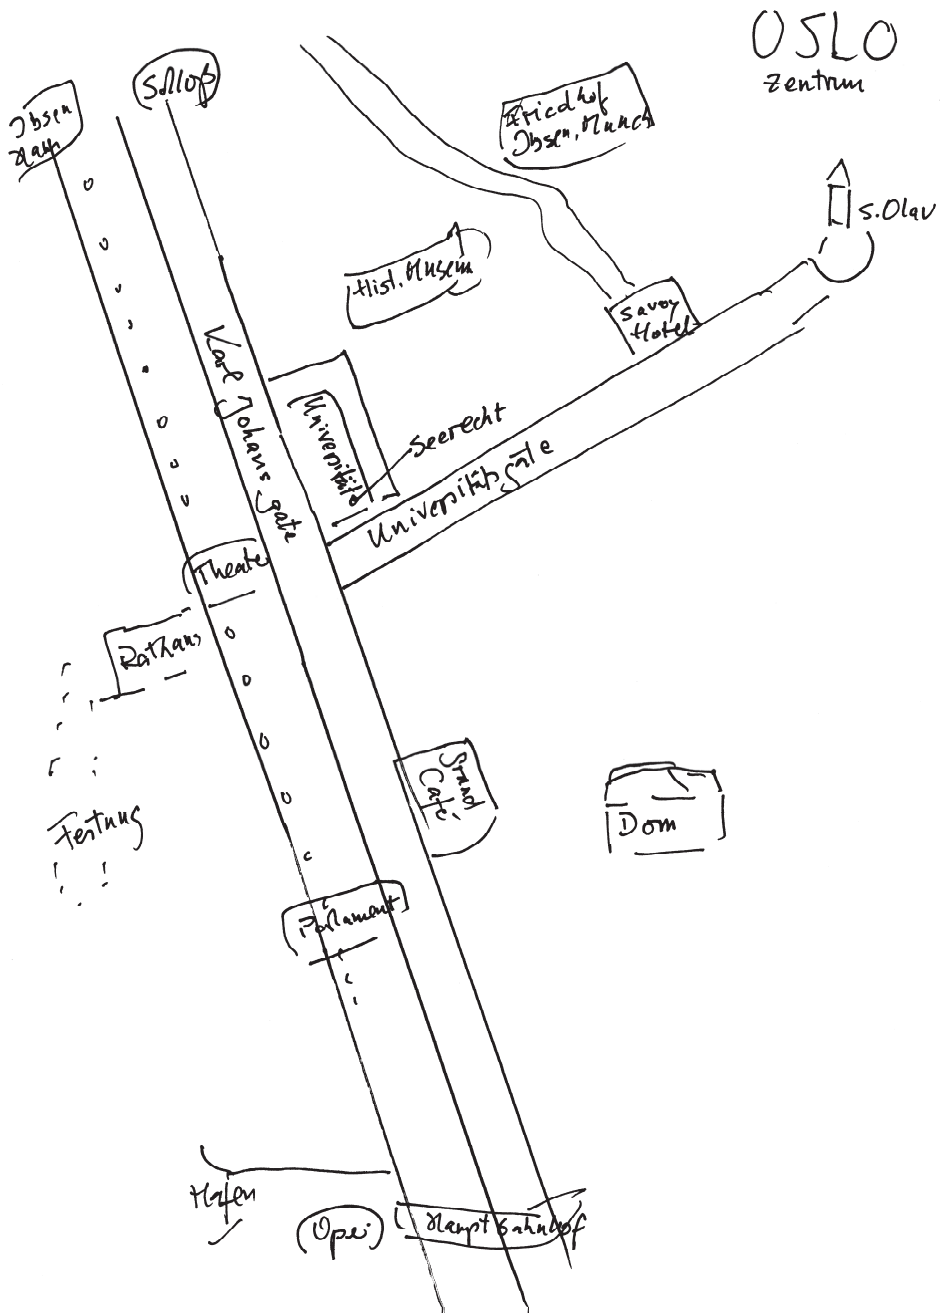 OSLO
Zentrum
Schloß
Ibsen
Haus
Friedhof
Ibsen, Munch
S. Olav
Hist. Museum
Savoy
Hotel
Karl Johans gate
Universität
Seerecht
Universitätsgate
Theater
Rathaus
Grand
Café
Dom
Festung
Parlament
Hafen
(Oper)
Hauptbahnhof